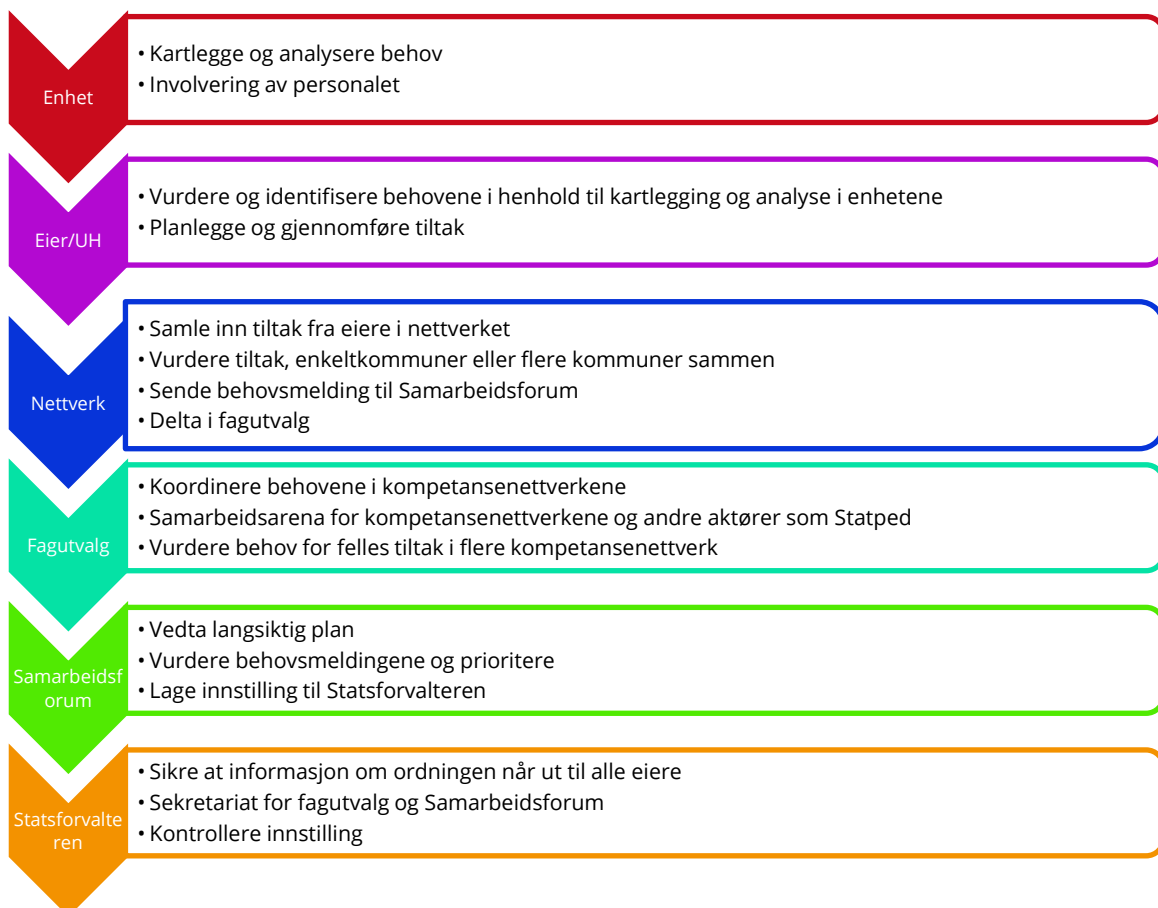 Enhet
• Kartlegge og analysere behov
• Involvering av personalet
Eier/UH
• Vurdere og identifisere behovene i henhold til kartlegging og analyse i enhetene
• Planlegge og gjennomføre tiltak
Nettverk
• Samle inn tiltak fra eiere i nettverket
• Vurdere tiltak, enkeltkommuner eller flere kommuner sammen
• Sende behovsmelding til Samarbeidsforum
• Delta i fagutvalg
Fagutvalg
• Koordinere behovene i kompetansenettverkene
• Samarbeidsarena for kompetansenettverkene og andre aktører som Statped
• Vurdere behov for felles tiltak i flere kompetansenettverk
Samarbeidsf
orum
• Vedta langsiktig plan
• Vurdere behovsmeldingene og prioritere
• Lage innstilling til Statsforvalteren
Statsforvalte
ren
• Sikre at informasjon om ordningen når ut til alle eiere
• Sekretariat for fagutvalg og Samarbeidsforum
• Kontrollere innstilling